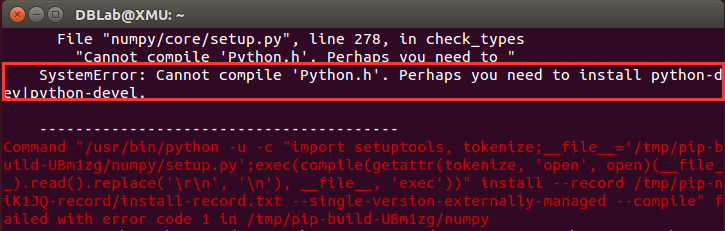 DBLab@XMU: ~
File "numpy/core/setup.py", line 278, in check_types
"Cannot compile 'Python.h'. Perhaps you need to "
SystemError: Cannot compile 'Python.h'. Perhaps you need to install python-d
ev|python-devel.
----------------------------------------
Command "/usr/bin/python -u -c "import setuptools, tokenize;__file__='/tmp/pip-b
uild-UBm1zg/numpy/setup.py';exec(compile(getattr(tokenize, 'open', open)(__file_
_).read().replace('\r\n', '\n'), __file__, 'exec'))" install --record /tmp/pip-n
iK1JQ-record/install-record.txt --single-version-externally-managed --compile" f
ailed with error code 1 in /tmp/pip-build-UBm1zg/numpy